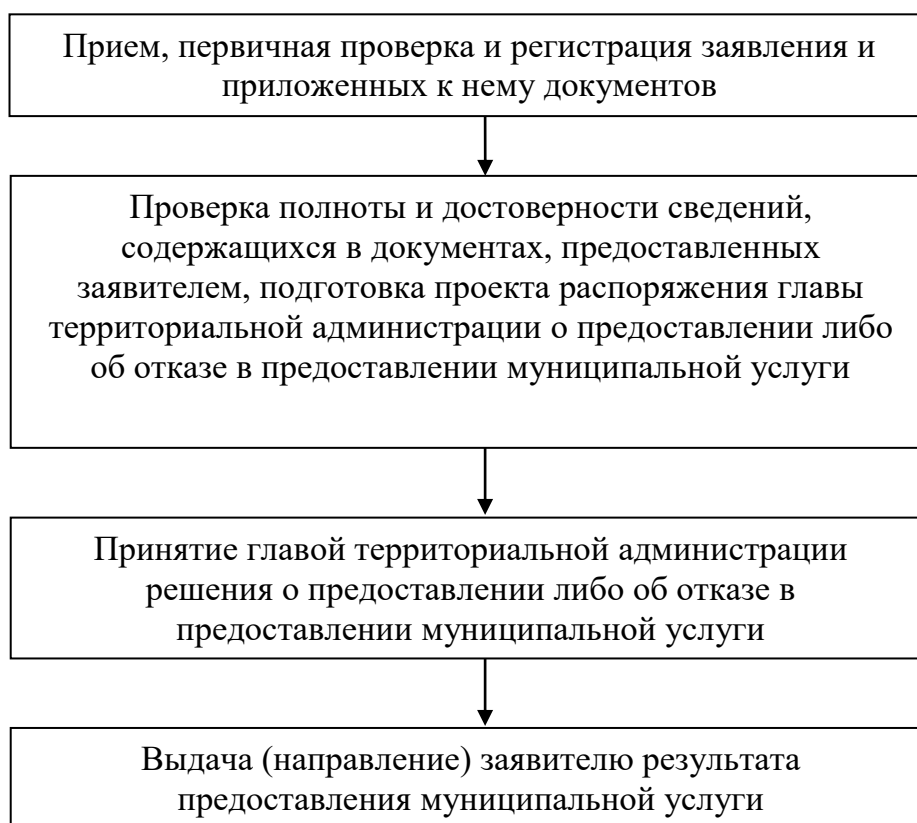 Прием, первичная проверка и регистрация заявления и
приложенных к нему документов
Проверка полноты и достоверности сведений,
содержащихся в документах, предоставленных
заявителем, подготовка проекта распоряжения главы
территориальной администрации о предоставлении либо
об отказе в предоставлении муниципальной услуги
Принятие главой территориальной администрации
решения о предоставлении либо об отказе в
предоставлении муниципальной услуги
Выдача (направление) заявителю результата
предоставления муниципальной услуги